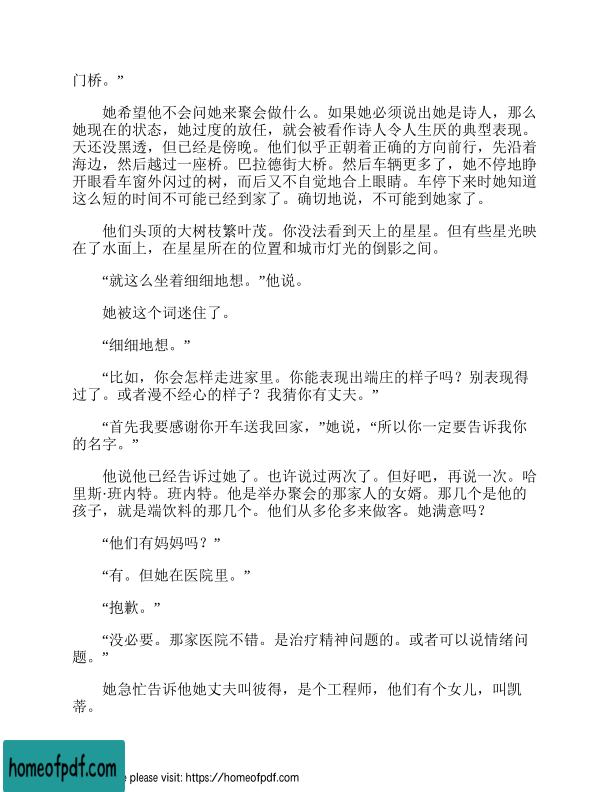 门桥。”
她希望他不会问她来聚会做什么。如果她必须说出她是诗人，那么
她现在的状态，她过度的放任，就会被看作诗人令人生厌的典型表现。
天还没黑透，但已经是傍晚。他们似乎正朝着正确的方向前行，先沿着
海边，然后越过一座桥。巴拉德街大桥。然后车辆更多了，她不停地睁
开眼看车窗外闪过的树，而后又不自觉地合上眼睛。车停下来时她知道
这么短的时间不可能已经到家了。确切地说，不可能到她家了。
他们头顶的大树枝繁叶茂。你没法看到天上的星星。但有些星光映
在了水面上，在星星所在的位置和城市灯光的倒影之间。
“就这么坐着细细地想。”他说。
她被这个词迷住了。
“细细地想。”
“比如，你会怎样走进家里。你能表现出端庄的样子吗？别表现得
过了。或者漫不经心的样子？我猜你有丈夫。”
“首先我要感谢你开车送我回家，”她说，“所以你一定要告诉我你
的名字。”
他说他已经告诉过她了。也许说过两次了。但好吧，再说一次。哈
里斯·班内特。班内特。他是举办聚会的那家人的女婿。那几个是他的
孩子，就是端饮料的那几个。他们从多伦多来做客。她满意吗？
“他们有妈妈吗？”
“有。但她在医院里。”
“抱歉。”
“没必要。那家医院不错。是治疗精神问题的。或者可以说情绪问
题。”
她急忙告诉他她丈夫叫彼得，是个工程师，他们有个女儿，叫凯
蒂。
homeofpdf.com
e please visit: https://homeofpdf.com